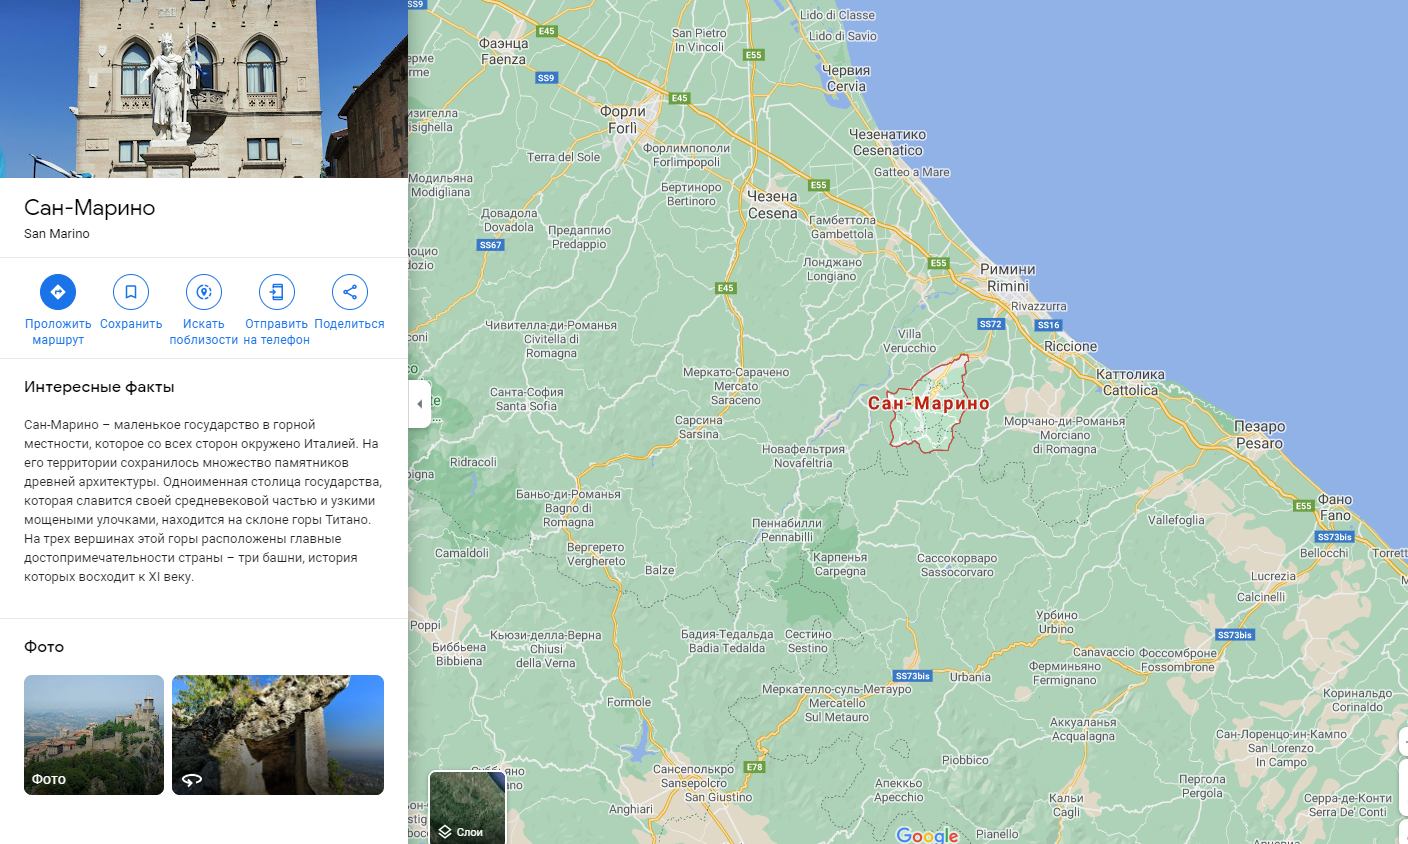 Сан-Марино
San Marino
Проложить
маршрут
Сохранить
Искать
поблизости
Отправить
на телефон
Поделиться
Интересные факты
Сан-Марино – маленькое государство в горной
местности, которое со всех сторон окружено Италией. На
его территории сохранилось множество памятников
древней архитектуры. Одноименная столица государства,
которая славится своей средневековой частью и узкими
мощеными улочками, находится на склоне горы Титано.
На трех вершинах этой горы расположены главные
достопримечательности страны – три башни, история
которых восходит к XI веку.
Фото
Фото
SS9
Lido di Classe
Lido di Savio
E45
San Pietro
In Vincoli
Фаэнца
Faenza
E55
SS9
Червия
Cervia
E45
Форли
Forlì
Чезенатико
Cesenatico
Terra del Sole
Форлимпополи
Forlimpopoli
Gatteo a Mare
Модильяна
Modigliana
Бертиноро
Bertinoro
E55
Чезена
Cesena
Довадола
Dovadola
Предаппио
Predappio
Гамбеттола
Gambettola
SS67
Лонджано
Longiano
E55
Римини
Rimini
E45
Rivazzurra
SS72
SS16
Чивителла-ди-Романья
Civitella di
Romagna
Villa
Verucchio
Riccione
Меркато-Сарачено
Mercato
Saraceno
Каттолика
Cattolica
Санта-София
Santa Sofia
Сан-Марино
Сарсина
Sarsina
Морчано-ди-Романья
Morciano
di Romagna
Пезаро
Pesaro
Новафельтрия
Novafeltria
Ridracoli
Баньо-ди-Романья
Bagno di
Romagna
E55
Фано
Fano
Пеннабилли
Pennabilli
Vallefoglia
SS73bis
Вергерето
Verghereto
Camaldoli
Balze
Карпенья
Carpegna
Сассокорваро
Sassocorvaro
Bellocchi
Torrett
Lucrezia
Calcinelli
Poppi
Урбино
Urbino
SS73bis
Биббьена
Bibbiena
Кьюзи-делла-Верна
Chiusi
della Verna
Бадия-Тедальда
Badia Tedalda
Сестино
Sestino
Canavaccio
Фоссомброне
Fossombrone
Ферминьяно
Fermignano
SS73bis
Urbania
Меркателло-суль-Метауро
Mercatello
Sul Metauro
Коринальдо
Corinaldo
Formole
Аккуаланья
Acqualagna
Сан-Лоренцо-ин-Кампо
San Lorenzo
In Campo
Piobbico
E78
Сансеполькро
Sansepolcro
San Giustino
Апеккьо
Apecchio
Пергола
Pergola
Anghiari
Кальи
Cagli
Серра-де-Конти
Serra De' Conti
Слои
Google
Pianello